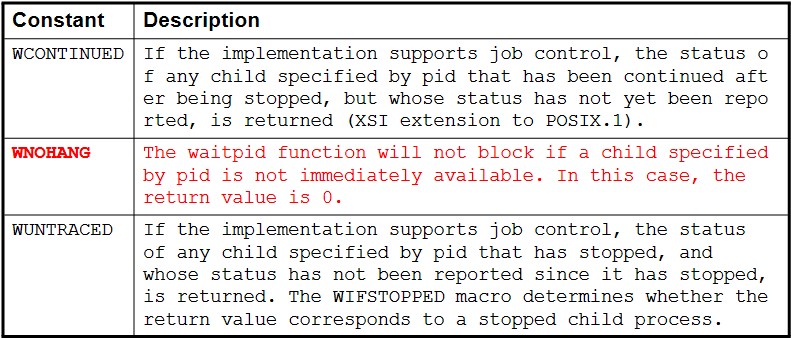 Constant Description
WCONTINUED If the implementation supports job control, the status o
f any child specified by pid that has been continued aft
er being stopped, but whose status has not yet been repo
rted, is returned (XSI extension to POSIX.1).
WNOHANG The waitpid function will not block if a child specified
by pid is not immediately available. In this case, the
return value is 0.
WUNTRACED If the implementation supports job control, the status
of any child specified by pid that has stopped, and
whose status has not been reported since it has stopped,
is returned. The WIFSTOPPED macro determines whether the
return value corresponds to a stopped child process.